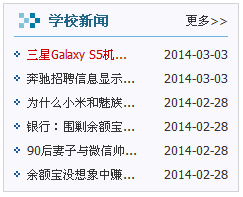 学校新闻 更多>>
三星Galaxy S5机... 2014-03-03
奔驰招聘信息显示... 2014-03-03
为什么小米和魅族... 2014-02-28
银行：围剿余额宝... 2014-02-28
90后妻子与微信帅... 2014-02-28
余额宝没想象中赚... 2014-02-28